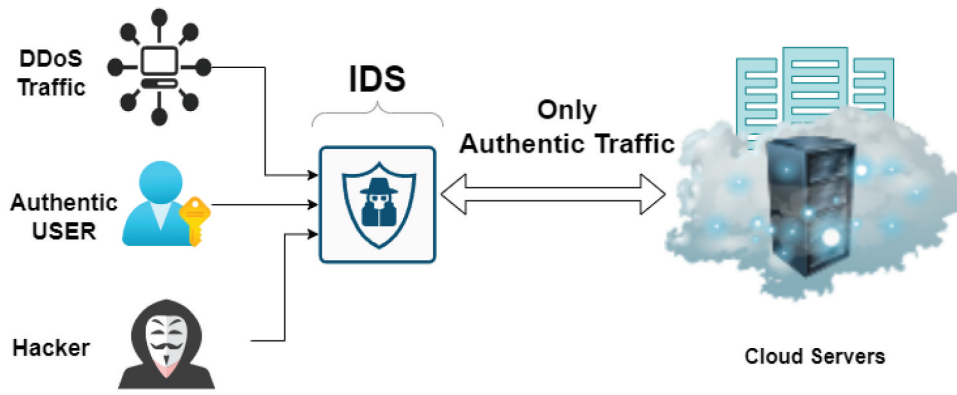 DDoS
Traffic
IDS
Only
Authentic Traffic
Authentic
USER
Hacker
Cloud Servers